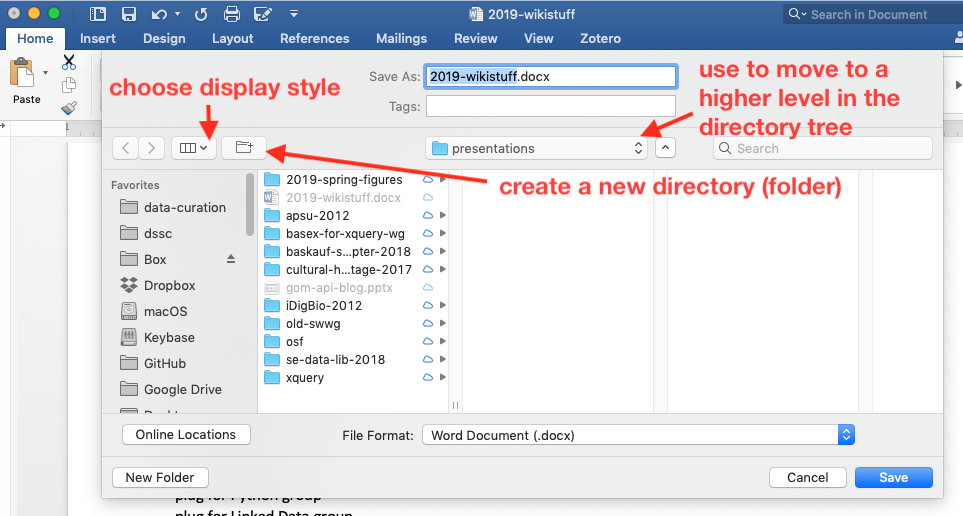 2019-wikistuff
Search in Document
Home Insert Design Layout References Mailings Review View Zotero
Paste
Save As: 2019-wikistuff.docx
Tags:
choose display style
use to move to a
higher level in the
directory tree
presentations
Search
create a new directory (folder)
Favorites
data-curation
dssc
Box
Dropbox
macOS
Keybase
GitHub
Google Drive
2019-spring-figures
2019-wikistuff.docx
apsu-2012
basex-for-xquery-wg
baskauf-s...pter-2018
cultural-h...tage-2017
gom-api-blog.pptx
iDigBio-2012
old-swwg
osf
se-data-lib-2018
xquery
Online Locations
File Format: Word Document (.docx)
New Folder
Cancel
Save
plug for Python group
plug for Linked Data group